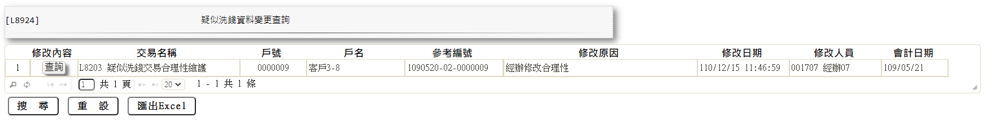 [L8924] 疑似洗錢資料變更查詢
修改內容 交易名稱 戶號 戶名 參考編號 修改原因 修改日期 修改人員 會計日期
1 查詢 L8203 疑似洗錢交易合理性維護 0000009 客戶3-8 1090520-02-0000009 經辦修改合理性 110/12/15 11:46:59 001707 經辦07 109/05/21
1 共 1 頁 20 1 - 1 共 1 條
搜 尋 重 設 匯出Excel